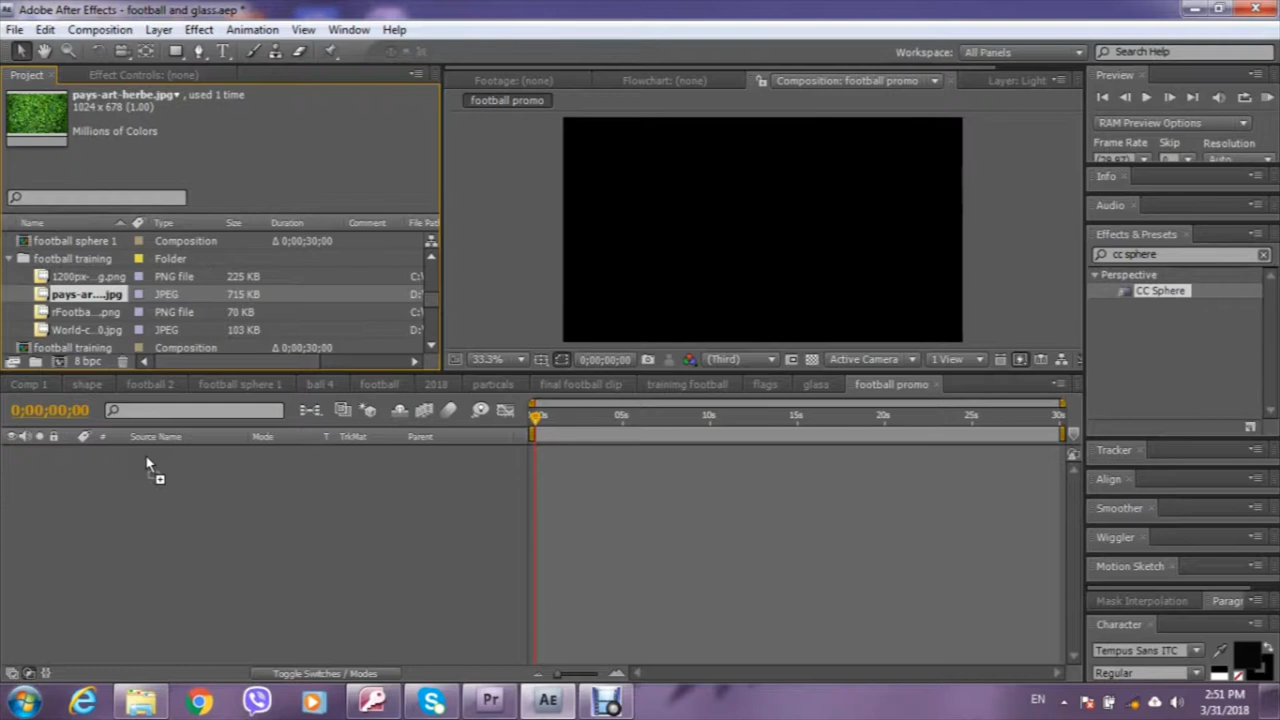 Adobe After Effects - football and glass.aep *
File Edit Composition Layer Effect Animation View Window Help
Workspace: All Panels Search Help
Project Effect Controls: (none)
Footage: (none) Flowchart: (none) Composition: football promo Layer: Light
Preview
pays-art-herbe.jpg , used 1 time
1024 x 678 (1.00)
Millions of Colors
football promo
RAM Preview Options
Frame Rate Skip Resolution
(29.97) Auto
Info
Audio
Effects & Presets
cc sphere
Perspective
CC Sphere
Name Type Size Duration Comment File Pat
football sphere 1 Composition Δ 0;00;30;00
football training Folder
1200px-...g.png PNG file 225 KB C:\
pays-ar....jpg JPEG 715 KB D:\
rFootba...png PNG file 70 KB D:\
World-c...0.jpg JPEG 103 KB D:\
football training Composition Δ 0;00;30;00
8 bpc
33.3% 0;00;00;00 (Third) Active Camera 1 View
Comp 1 shape football 2 football sphere 1 ball 4 football 2018 particals final football clip training football flags glass football promo
0;00;00;00
05s 10s 15s 20s 25s 30s
# Source Name Mode T TrkMat Parent
Tracker
Align
Smoother
Wiggler
Motion Sketch
Mask Interpolation Paragr
Character
Tempus Sans ITC
Regular
Toggle Switches / Modes
Pr Ae
EN
2:51 PM
3/31/2018